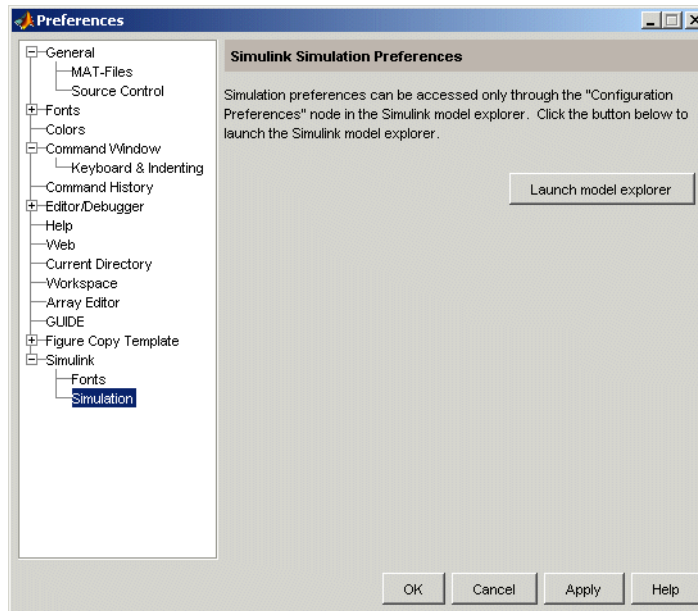 Preferences
General
MAT-Files
Source Control
Fonts
Colors
Command Window
Keyboard & Indenting
Command History
Editor/Debugger
Help
Web
Current Directory
Workspace
Array Editor
GUIDE
Figure Copy Template
Simulink
Fonts
Simulation
Simulink Simulation Preferences
Simulation preferences can be accessed only through the "Configuration
Preferences" node in the Simulink model explorer.  Click the button below to
launch the Simulink model explorer.
Launch model explorer
OK
Cancel
Apply
Help